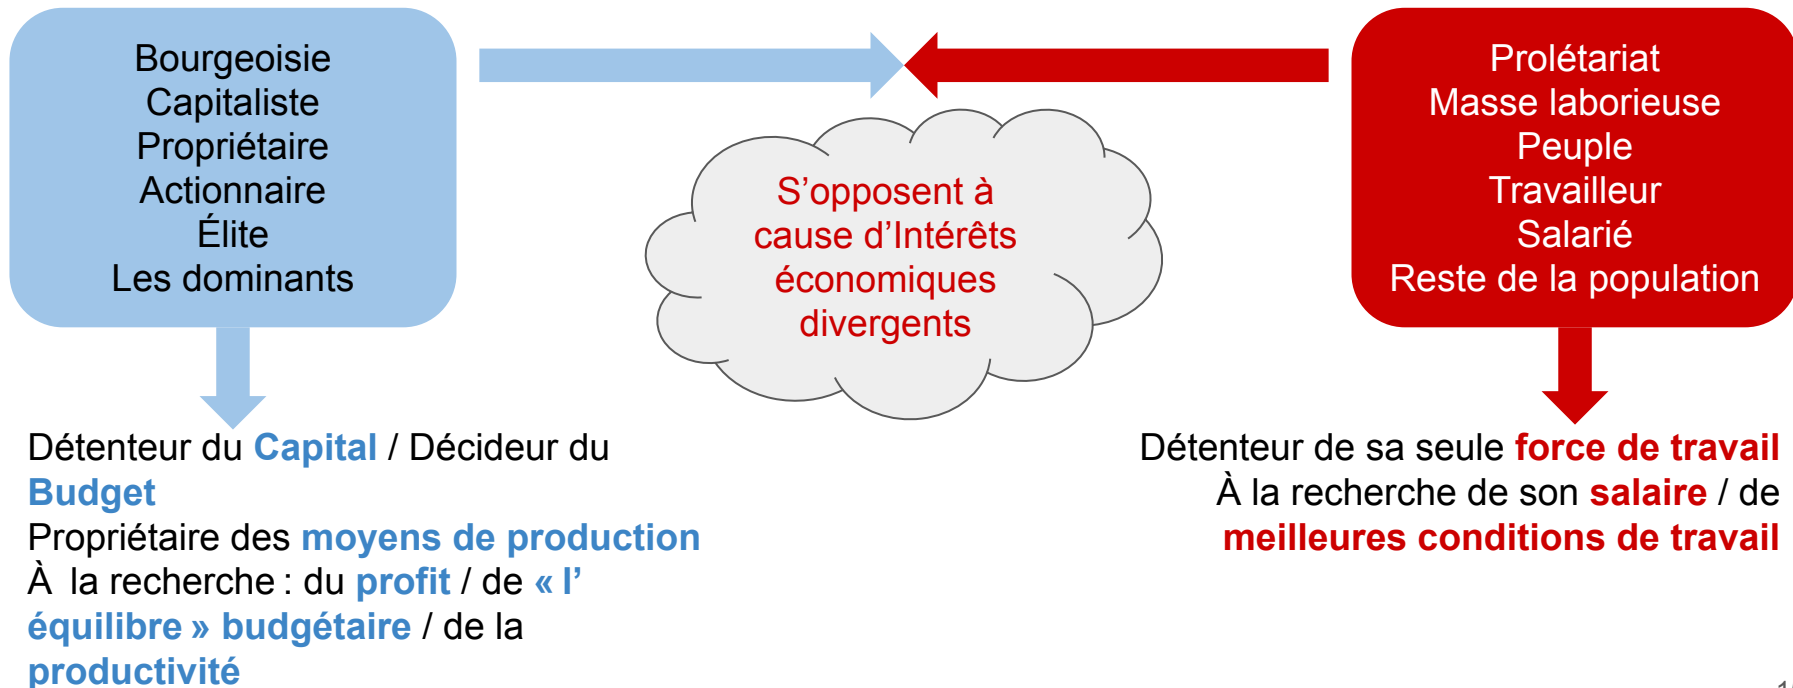 Bourgeoisie
Capitaliste
Propriétaire
Actionnaire
Élite
Les dominants
S’opposent à
cause d’Intérêts
économiques
divergents
Prolétariat
Masse laborieuse
Peuple
Travailleur
Salarié
Reste de la population
Détenteur du Capital / Décideur du
Budget
Propriétaire des moyens de production
À la recherche : du profit / de « l’
équilibre » budgétaire / de la
productivité
Détenteur de sa seule force de travail
À la recherche de son salaire / de
meilleures conditions de travail